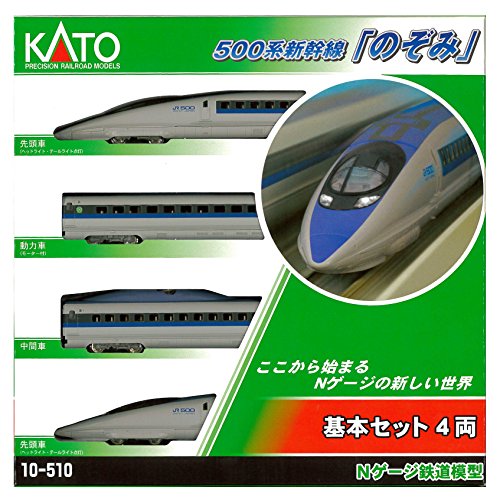 KATO
PRECISION RAILROAD MODELS
500系新幹線「のぞみ」
JR500
先頭車
(ヘッドライト・テールライト点灯)
動力車
(モーター付)
中間車
JR500
先頭車
(ヘッドライト・テールライト点灯)
ここから始まる
Nゲージの新しい世界
基本セット4両
10-510
Nゲージ鉄道模型